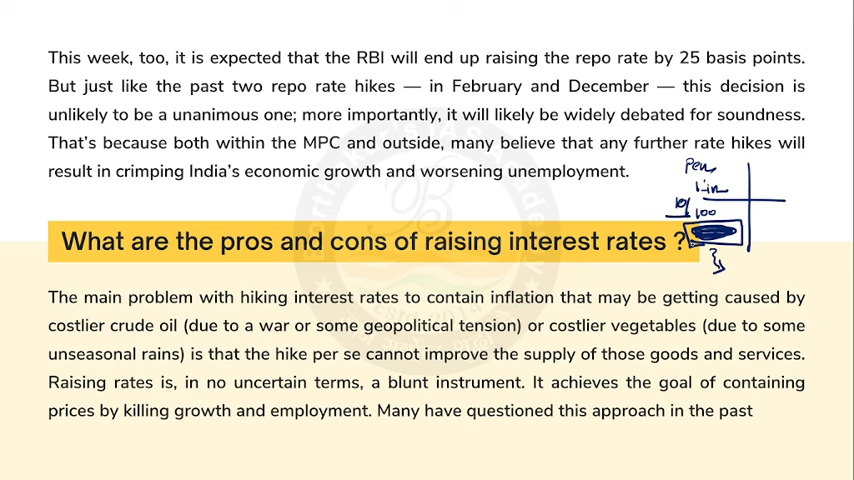 This week, too, it is expected that the RBI will end up raising the repo rate by 25 basis points.
But just like the past two repo rate hikes — in February and December — this decision is
unlikely to be a unanimous one; more importantly, it will likely be widely debated for soundness.
That's because both within the MPC and outside, many believe that any further rate hikes will
result in crimping India's economic growth and worsening unemployment.
Pen
100
What are the pros and cons of raising interest rates ?
The main problem with hiking interest rates to contain inflation that may be getting caused by
costlier crude oil (due to a war or some geopolitical tension) or costlier vegetables (due to some
unseasonal rains) is that the hike per se cannot improve the supply of those goods and services.
Raising rates is, in no uncertain terms, a blunt instrument. It achieves the goal of containing
prices by killing growth and employment. Many have questioned this approach in the past